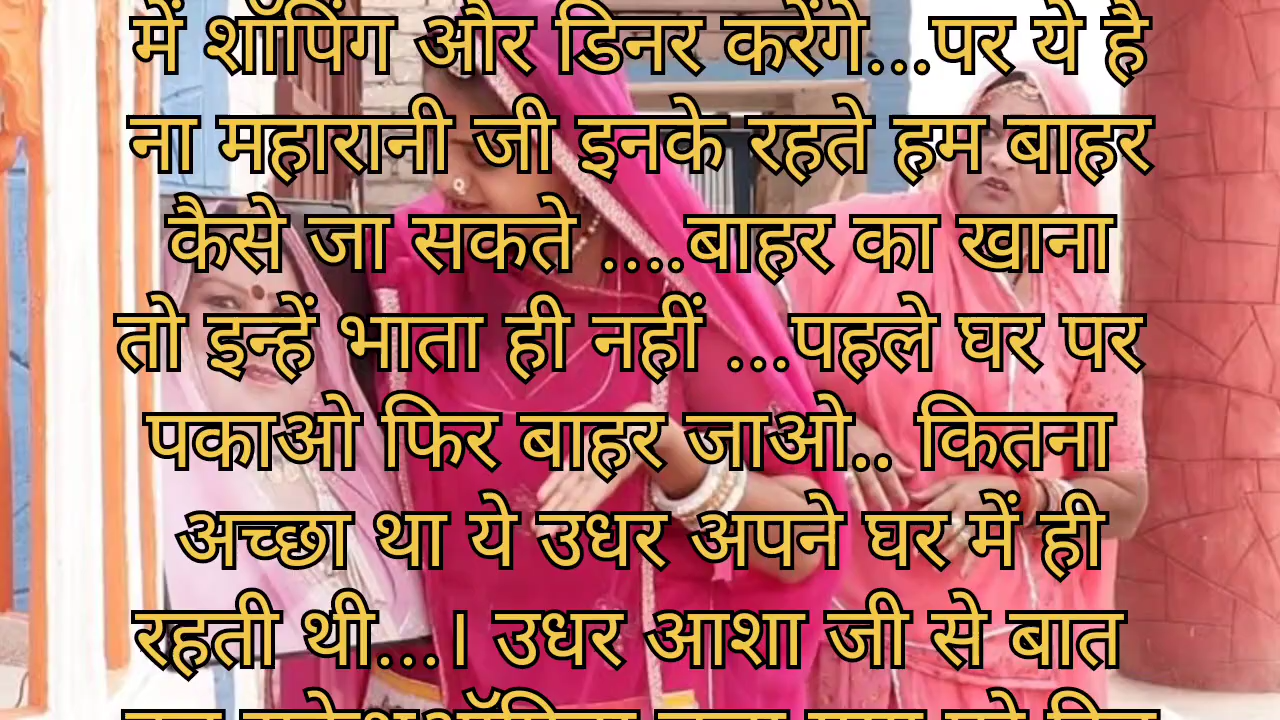 में शॉपिंग और डिनर करेंगे...पर ये है
ना महारानी जी इनके रहते हम बाहर
कैसे जा सकते ....बाहर का खाना
तो इन्हें भाता ही नहीं ...पहले घर पर
पकाओ फिर बाहर जाओ.. कितना
अच्छा था ये उधर अपने घर में ही
रहती थी...। उधर आशा जी से बात